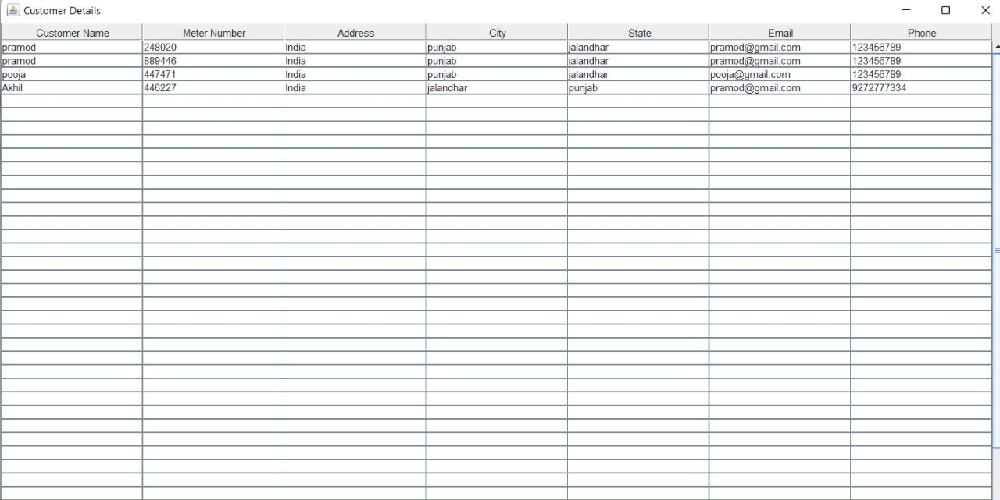 Customer Details
Customer Name Meter Number Address City State Email Phone
pramod 248020 India punjab jalandhar pramod@gmail.com 123456789
pramod 889446 India punjab jalandhar pramod@gmail.com 123456789
pooja 447471 India punjab jalandhar pooja@gmail.com 123456789
Akhil 446227 India jalandhar punjab pramod@gmail.com 9272777334